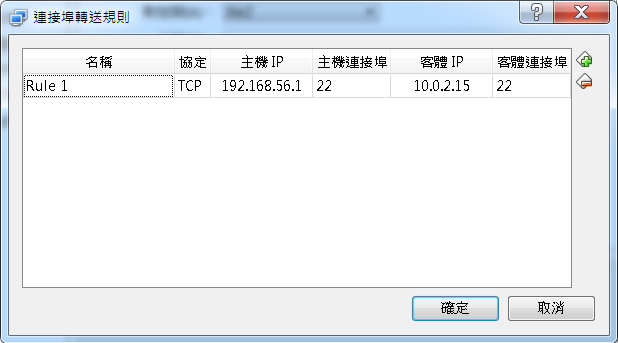 連接埠轉送規則
名稱 協定 主機 IP 主機連接埠 客體 IP 客體連接埠
Rule 1 TCP 192.168.56.1 22 10.0.2.15 22
確定 取消